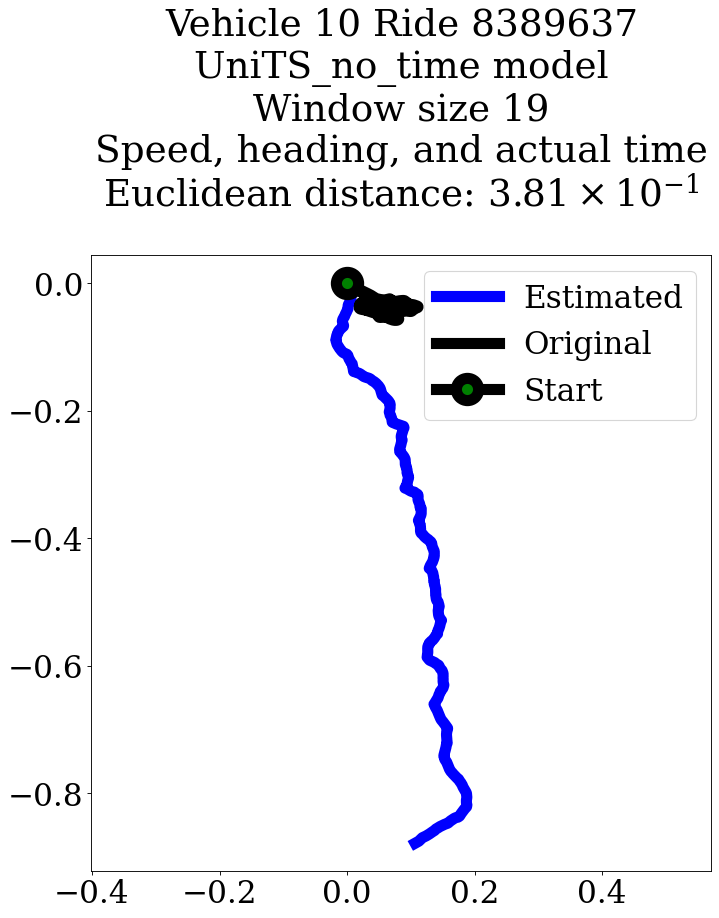 Vehicle 10 Ride 8389637
UniTS_no_time model
Window size 19
Speed, heading, and actual time
Euclidean distance: 3.81 × 10⁻¹
Estimated
Original
Start
0.0
−0.2
−0.4
−0.6
−0.8
−0.4 −0.2 0.0 0.2 0.4